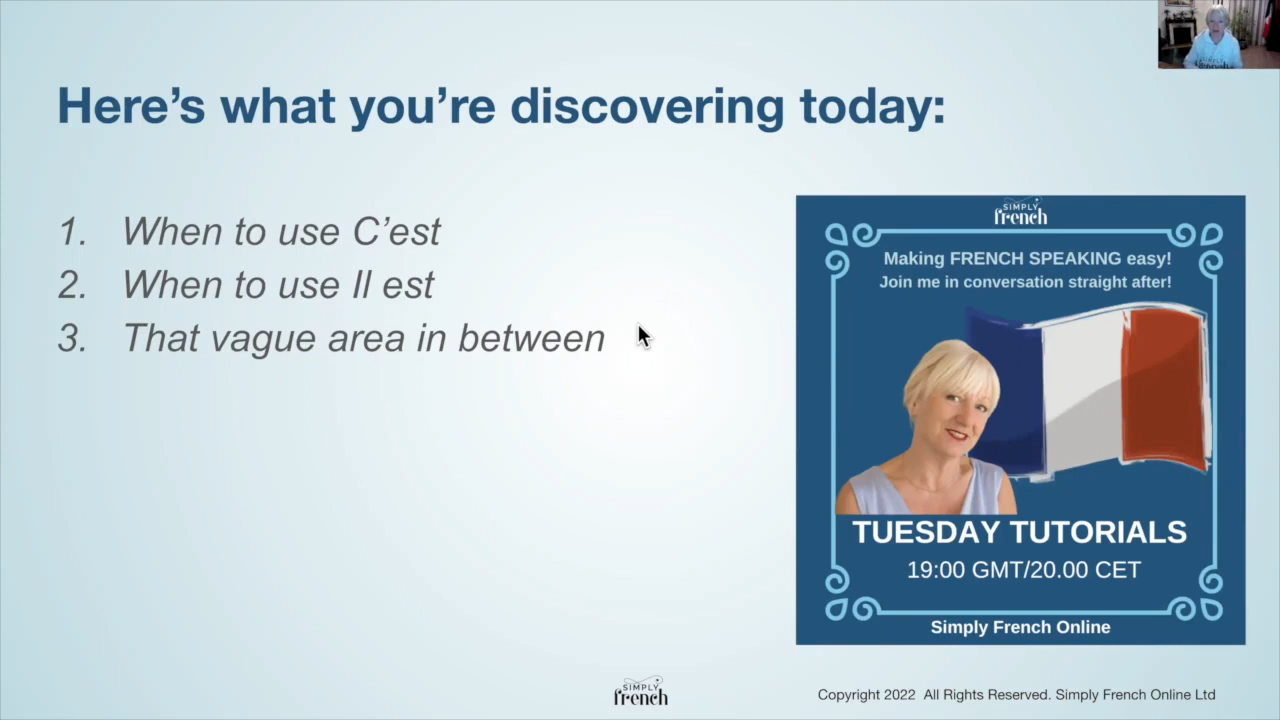 Here’s what you’re discovering today:
1. When to use C’est
2. When to use Il est
3. That vague area in between
SIMPLY
french
Making FRENCH SPEAKING easy!
Join me in conversation straight after!
TUESDAY TUTORIALS
19:00 GMT/20.00 CET
Simply French Online
SIMPLY
french
Copyright 2022 All Rights Reserved. Simply French Online Ltd